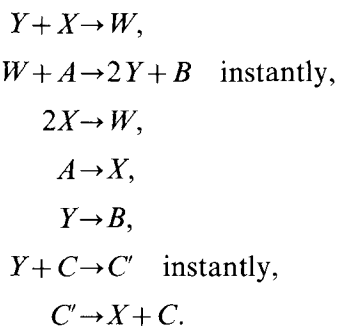 Y + X → W,
W + A → 2Y + B instantly,
2X → W,
A → X,
Y → B,
Y + C → C′ instantly,
C′ → X + C.